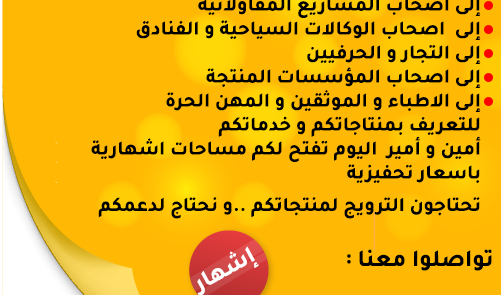 إلى اصحاب المشاريع المقاولاتية
إلى اصحاب الوكالات السياحية و الفنادق
إلى التجار و الحرفيين
إلى اصحاب المؤسسات المنتجة
إلى الاطباء و الموثقين و المهن الحرة
للتعريف بمنتاجاتكم و خدماتكم
أمين و أمير اليوم تفتح لكم مساحات اشهارية
باسعار تحفيزية
تحتاجون الترويج لمنتجاتكم ..و نحتاج لدعمكم
تواصلوا معنا :
إشهار